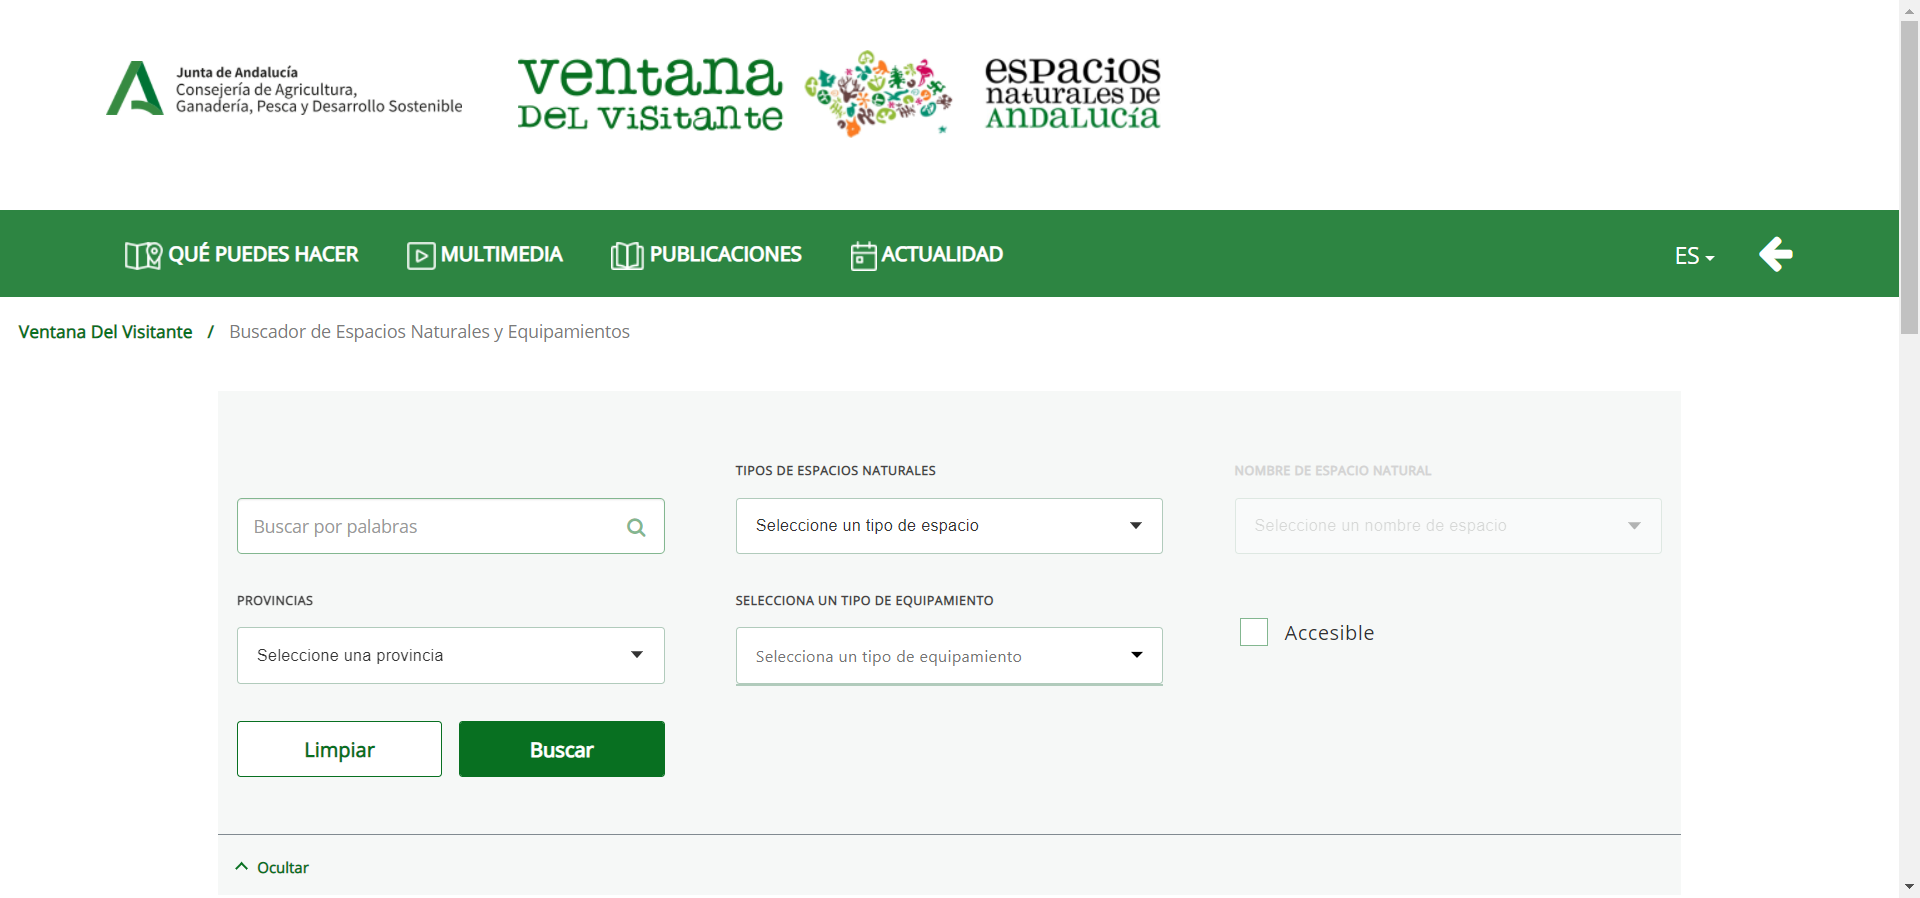 Junta de Andalucía
Consejería de Agricultura,
Ganadería, Pesca y Desarrollo Sostenible
ventana
DEL VISITANTE
ESPACIOS
NATURALES DE
ANDALUCÍA
QUÉ PUEDES HACER
MULTIMEDIA
PUBLICACIONES
ACTUALIDAD
ES
Ventana Del Visitante / Buscador de Espacios Naturales y Equipamientos
TIPOS DE ESPACIOS NATURALES
NOMBRE DE ESPACIO NATURAL
Buscar por palabras
Seleccione un tipo de espacio
Seleccione un nombre de espacio
PROVINCIAS
SELECCIONA UN TIPO DE EQUIPAMIENTO
Seleccione una provincia
Selecciona un tipo de equipamiento
Accesible
Limpiar
Buscar
Ocultar